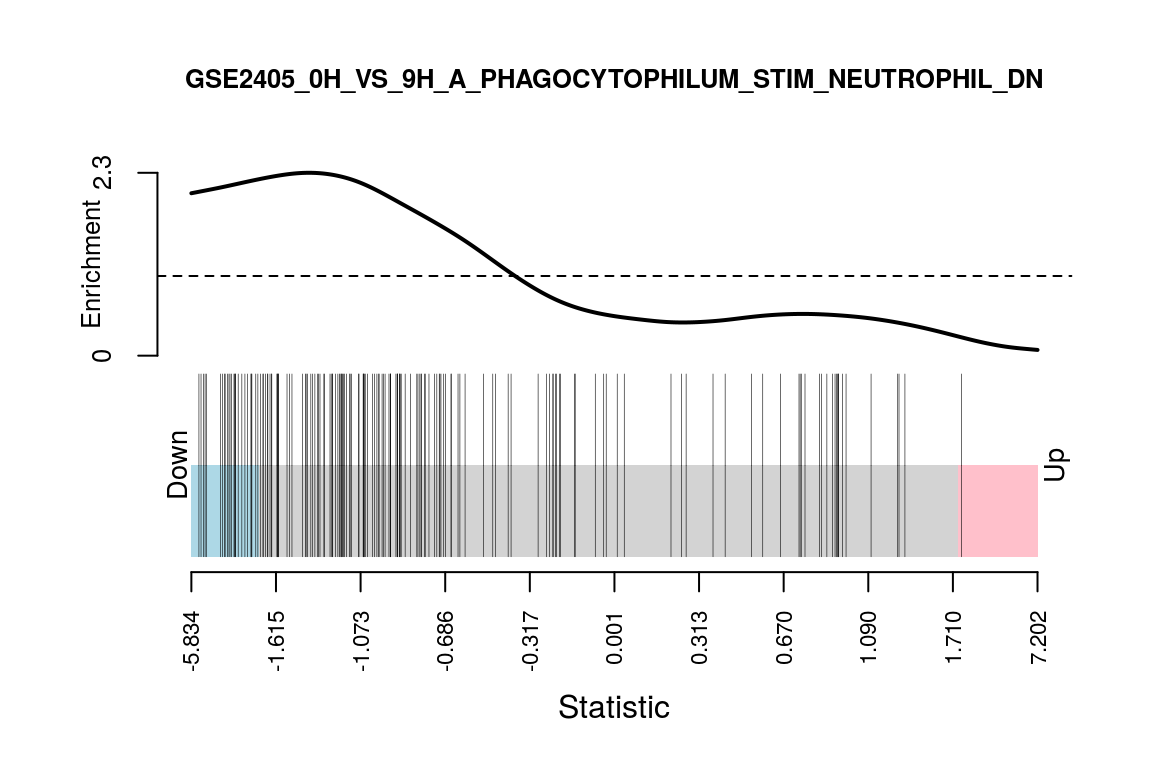 GSE2405_0H_VS_9H_A_PHAGOCYTOPHILUM_STIM_NEUTROPHIL_DN
2.3
Enrichment
0
Down
Up
-5.834 -1.615 -1.073 -0.686 -0.317 0.001 0.313 0.670 1.090 1.710 7.202
Statistic